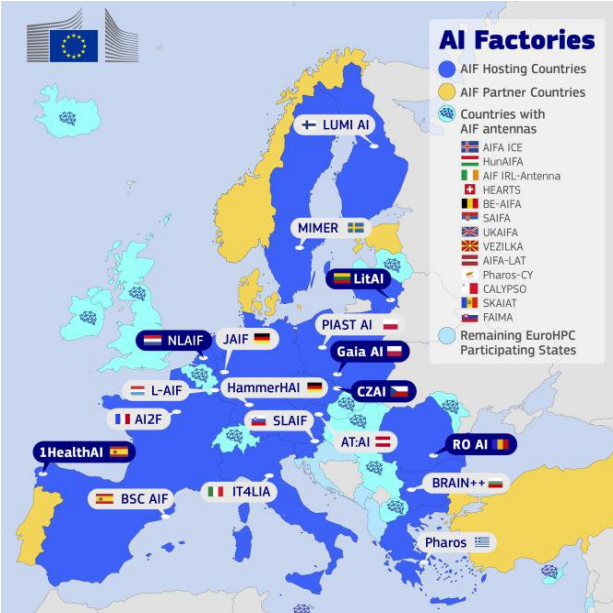 AI Factories
AIF Hosting Countries
AIF Partner Countries
Countries with
AIF antennas
AIFA ICE
HunAIFA
AIF IRL-Antenna
HEARTS
BE-AIFA
SAIFA
UKAIFA
VEZILKA
AIFA-LAT
Pharos-CY
CALYPSO
SKAIAT
FAIMA
Remaining EuroHPC
Participating States
LUMI AI
MIMER
LitAI
PIAST AI
NLAIF
JAIF
Gaia AI
L-AIF
HammerHAI
CZAI
AI2F
SLAIF
AT:AI
RO AI
1HealthAI
BSC AIF
IT4LIA
BRAIN++
Pharos